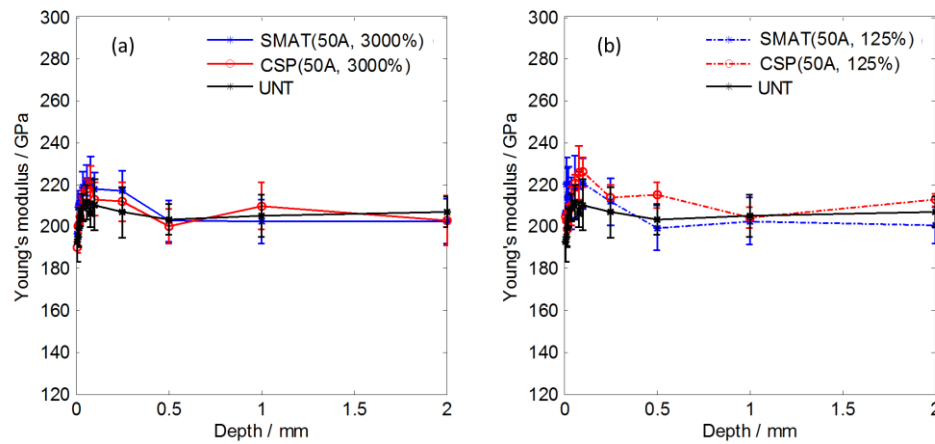 (a)
SMAT(50A, 3000%)
CSP(50A, 3000%)
UNT
Young's modulus / GPa
300
280
260
240
220
200
180
160
140
120
0
0.5
1
1.5
2
Depth / mm
(b)
SMAT(50A, 125%)
CSP(50A, 125%)
UNT
Young's modulus / GPa
300
280
260
240
220
200
180
160
140
120
0
0.5
1
1.5
2
Depth / mm